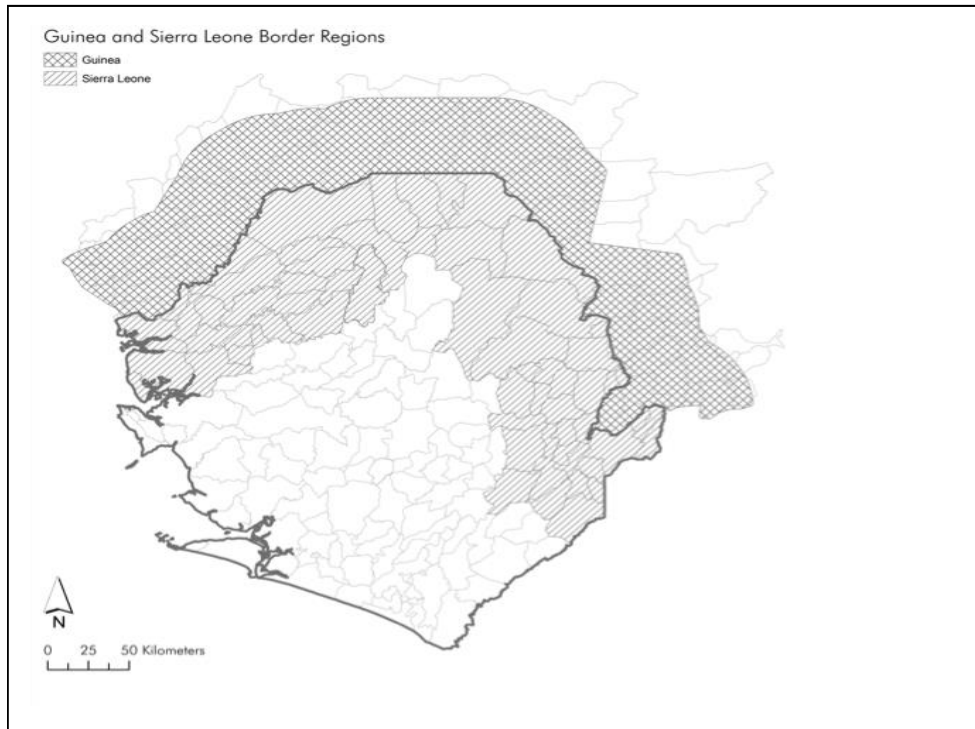 Guinea and Sierra Leone Border Regions
Guinea
Sierra Leone
N
0 25 50 Kilometers